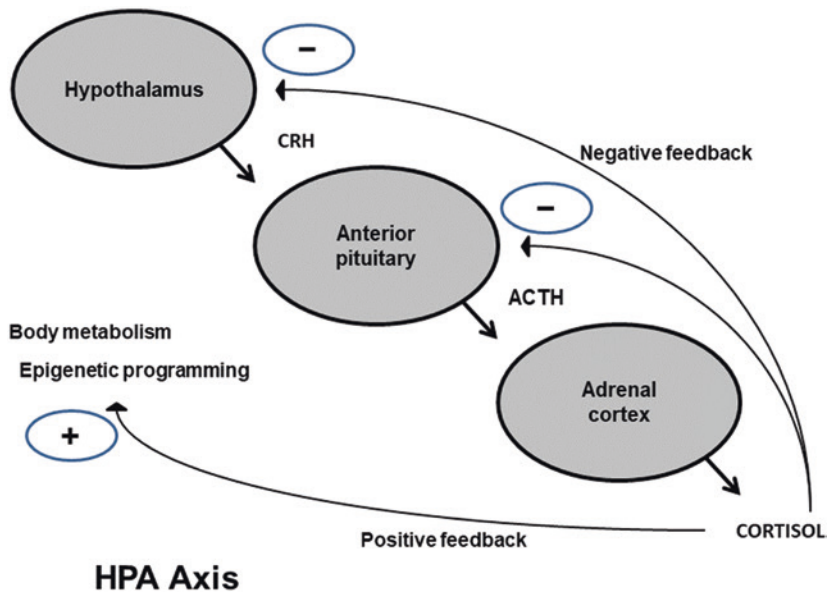 −
Hypothalamus
CRH
Negative feedback
−
Anterior
pituitary
ACTH
Body metabolism
Epigenetic programming
Adrenal
cortex
+
CORTISOL
Positive feedback
HPA Axis